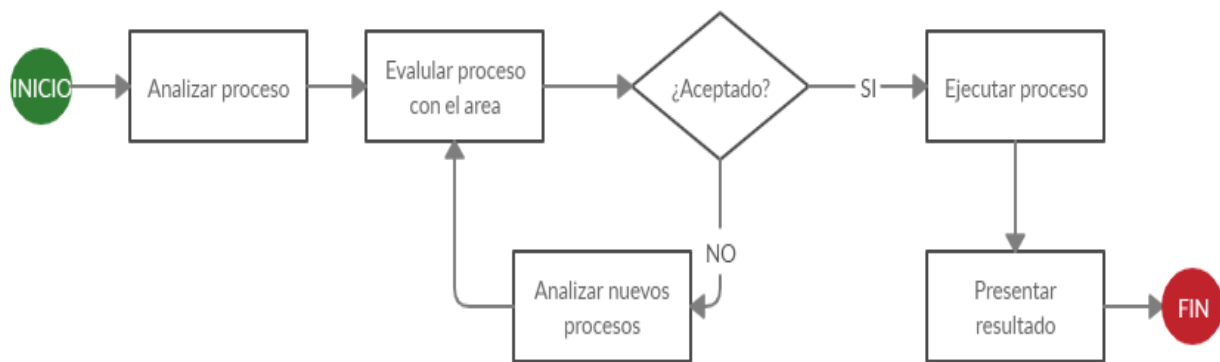 INICIO
Analizar proceso
Evalular proceso
con el area
¿Aceptado?
SI
Ejecutar proceso
NO
Analizar nuevos
procesos
Presentar
resultado
FIN